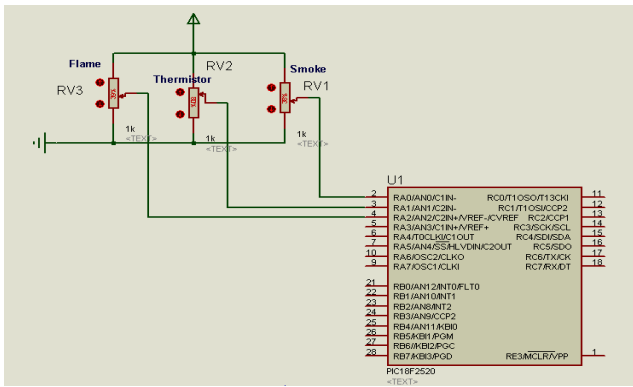 Flame
RV2
Smoke
RV3
Thermistor
RV1
1k
<TEXT>
1k
<TEXT>
1k
<TEXT>
U1
2 RA0/AN0/C1IN- RC0/T1OSO/T13CKI 11
3 RA1/AN1/C2IN- RC1/T1OSI/CCP2 12
4 RA2/AN2/C2IN+/VREF-/CVREF RC2/CCP1 13
5 RA3/AN3/C1IN+/VREF+ RC3/SCK/SCL 14
6 RA4/T0CLKI/C1OUT RC4/SDI/SDA 15
7 RA5/AN4/SS/HLVDIN/C2OUT RC5/SDO 16
10 RA6/OSC2/CLKO RC6/TX/CK 17
9 RA7/OSC1/CLKI RC7/RX/DT 18
21 RB0/AN12/INT0/FLT0
22 RB1/AN10/INT1
23 RB2/AN8/INT2
24 RB3/AN9/CCP2
25 RB4/AN11/KBI0
26 RB5/KBI1/PGM
27 RB6//KBI2/PGC
28 RB7/KBI3/PGD RE3/MCLR/VPP 1
PIC18F2520
<TEXT>